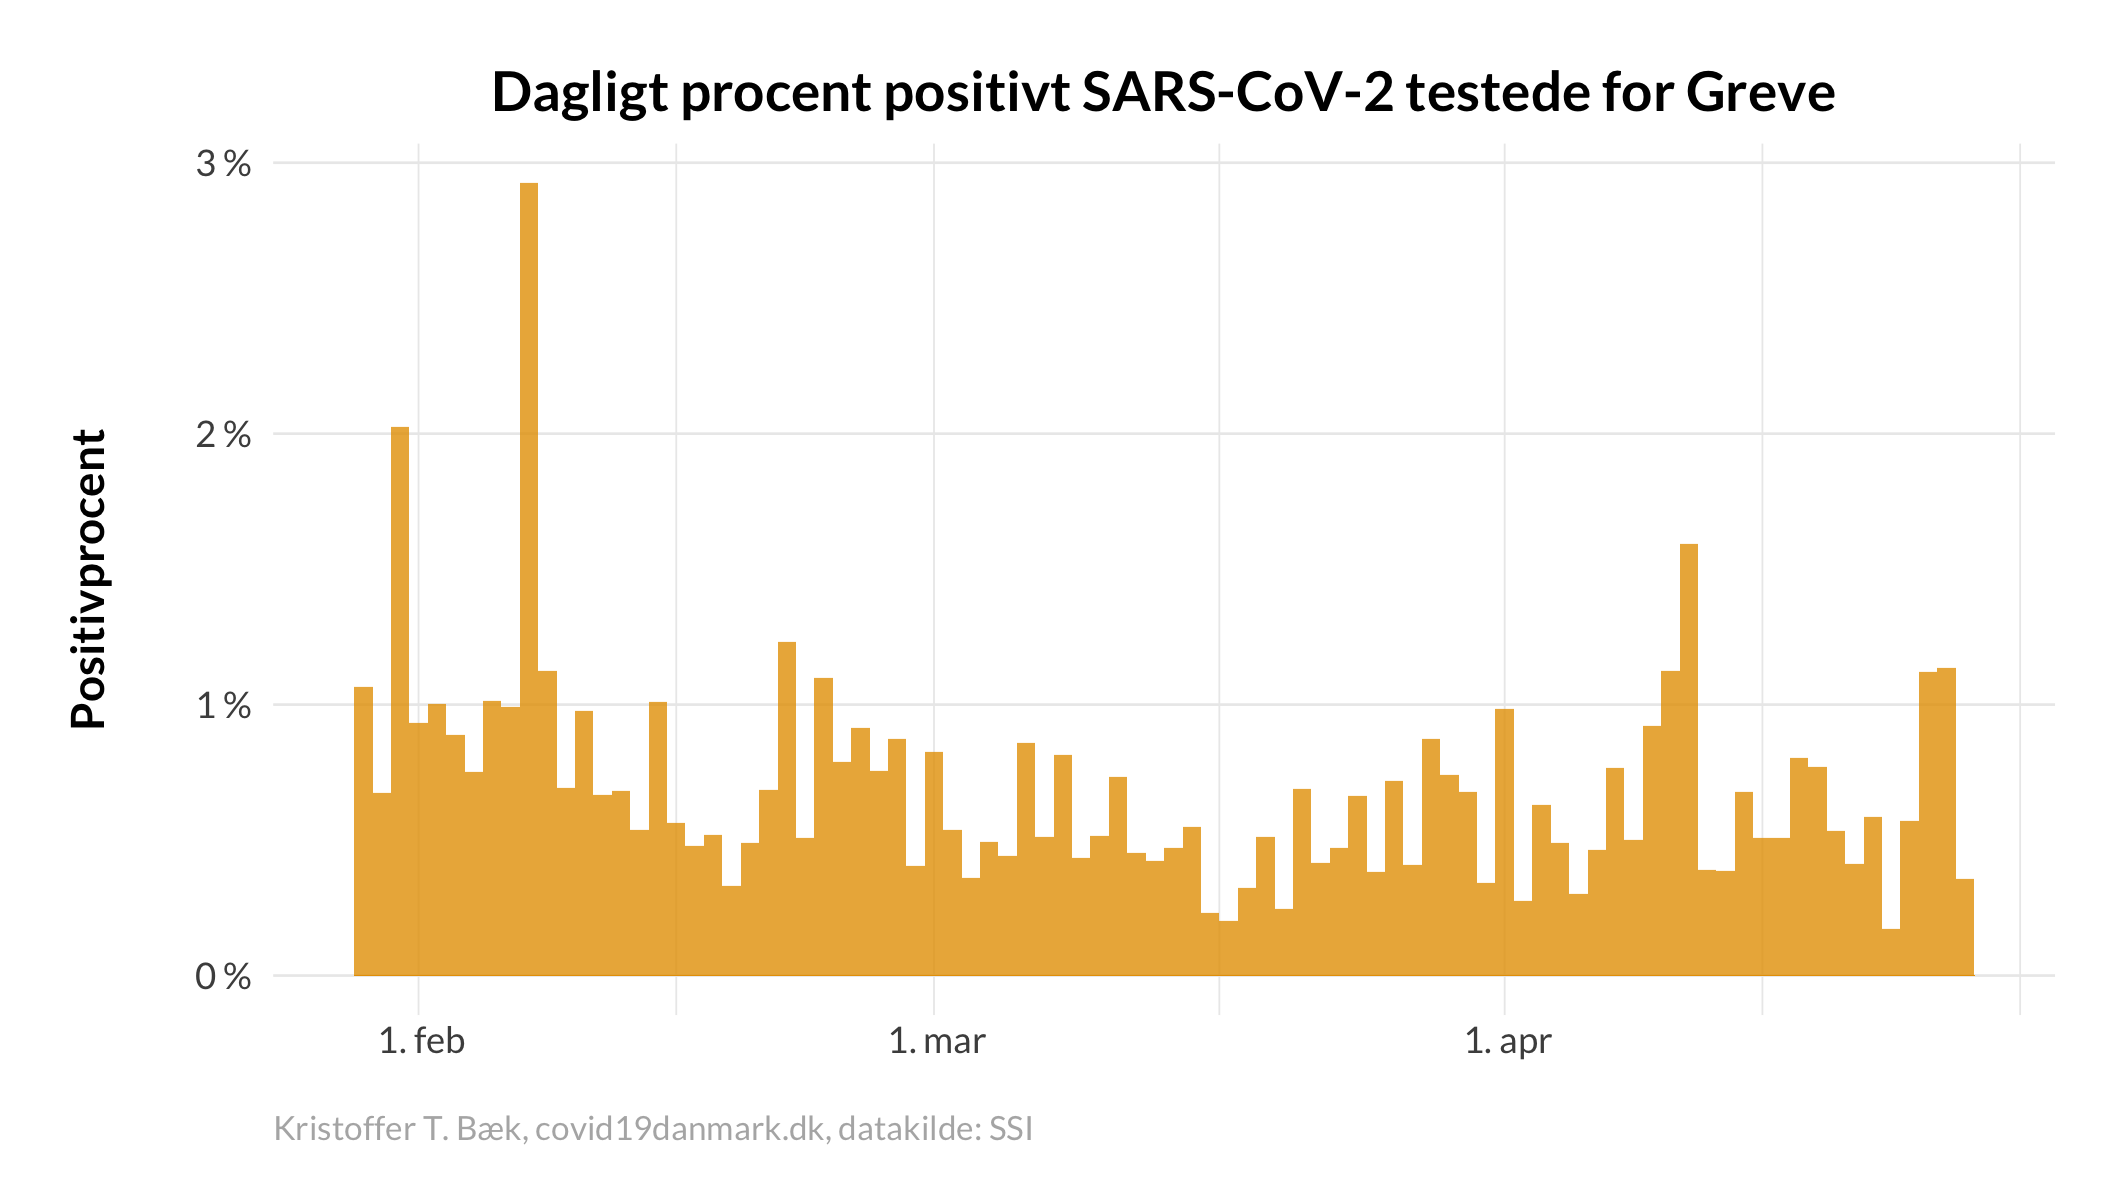 Dagligt procent positivt SARS-CoV-2 testede for Greve
Positivprocent
3 %
2 %
1 %
0 %
1. feb
1. mar
1. apr
Kristoffer T. Bæk, covid19danmark.dk, datakilde: SSI